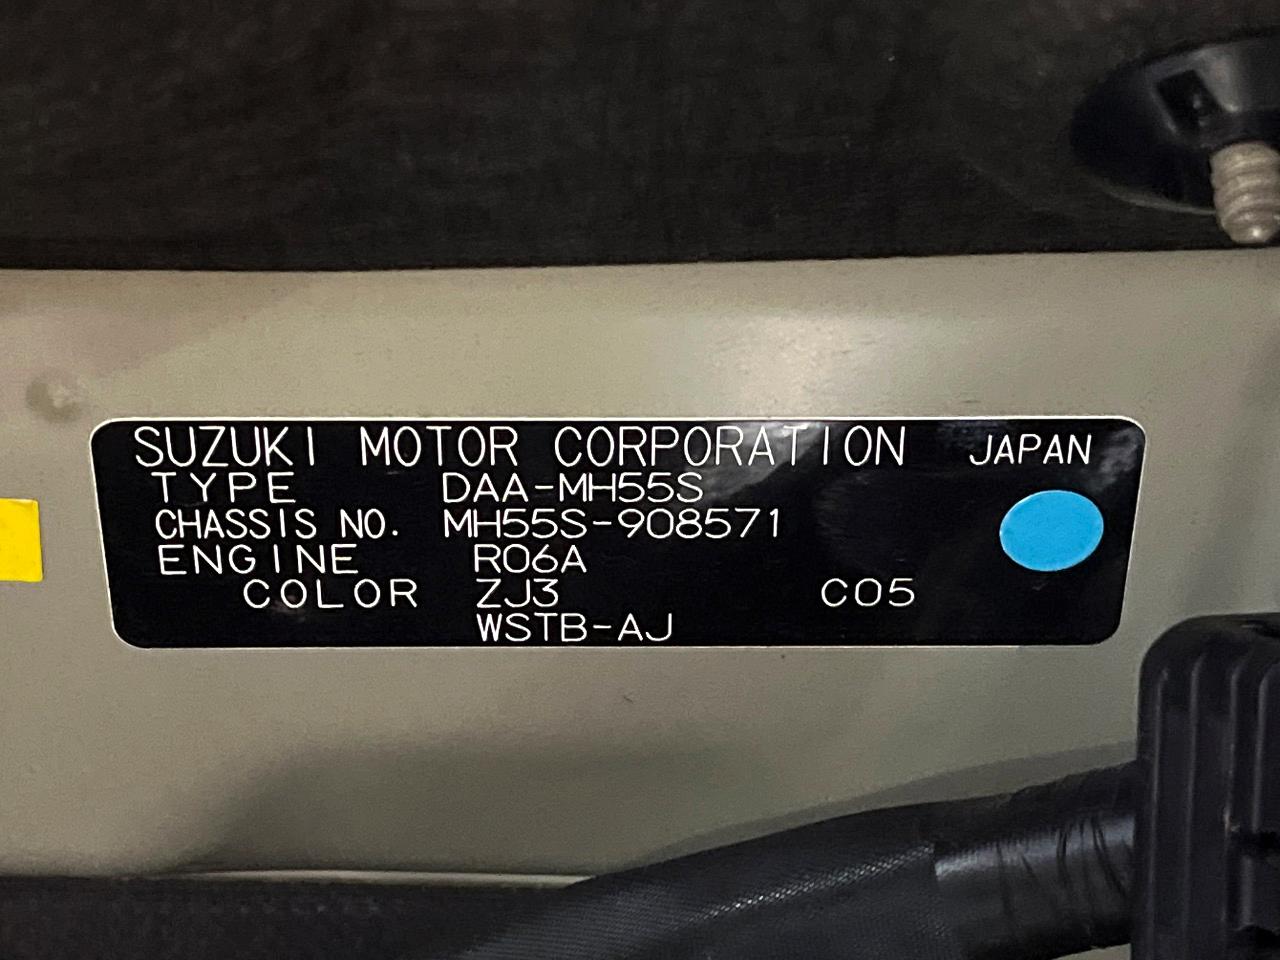 SUZUKI MOTOR CORPORATION JAPAN
TYPE DAA-MH55S
CHASSIS NO. MH55S-908571
ENGINE R06A
COLOR ZJ3 C05
WSTB-AJ